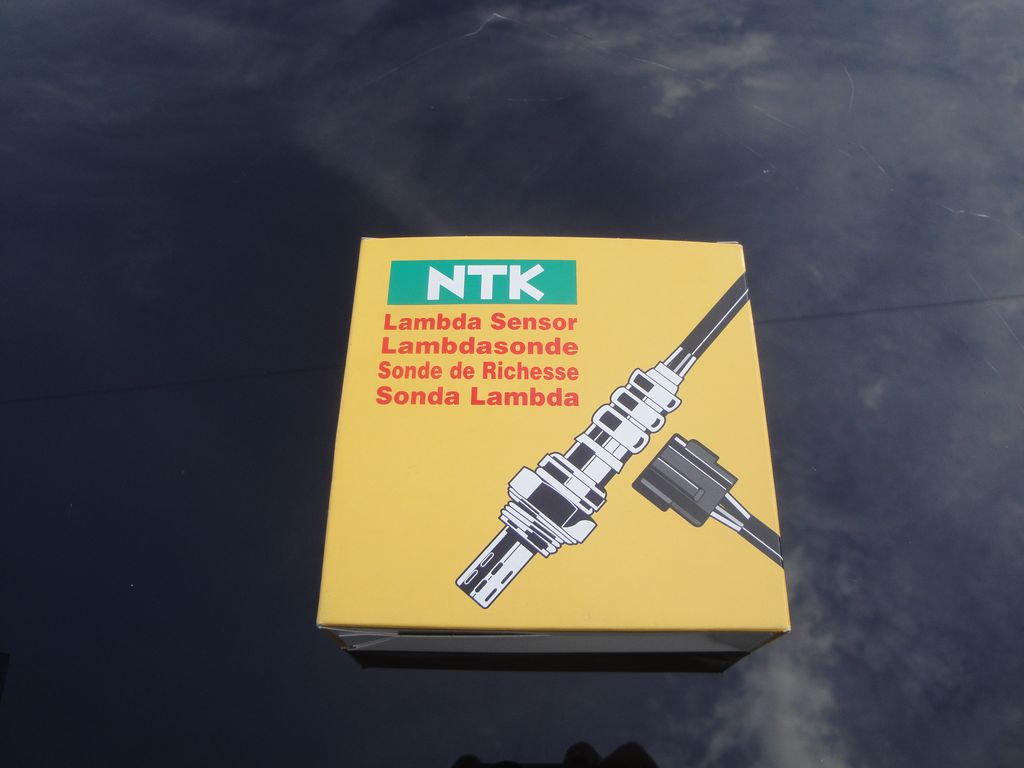 NTK
Lambda Sensor
Lambdasonde
Sonde de Richesse
Sonda Lambda